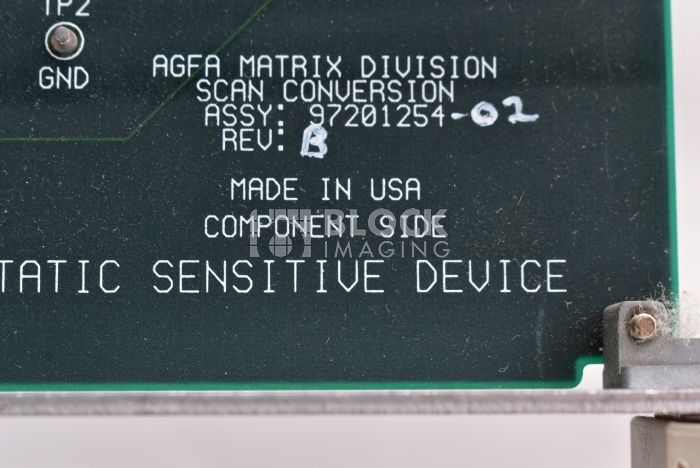 TP2
GND
AGFA MATRIX DIVISION
SCAN CONVERSION
ASSY: 97201254-02
REV: B
MADE IN USA
COMPONENT SIDE
BLOCK
IMAGING
TATIC SENSITIVE DEVICE